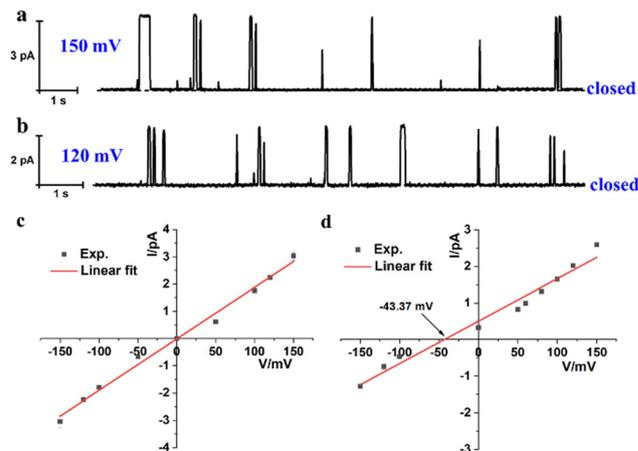 a
150 mV
3 pA
1 s
closed
b
120 mV
2 pA
1 s
closed
c
I/pA
Exp.
Linear fit
4
3
2
1
0
-1
-2
-3
-4
-150 -100 -50 0 50 100 150
V/mV
d
I/pA
Exp.
Linear fit
-43.37 mV
3
2
1
0
-1
-2
-3
-150 -100 -50 0 50 100 150
V/mV